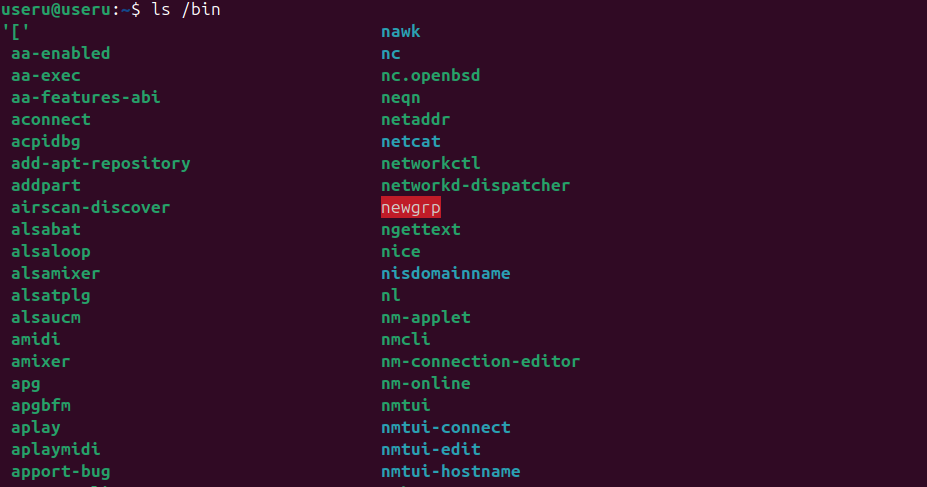 useru@useru:~$ ls /bin
'['                                  nawk
 aa-enabled                          nc
 aa-exec                             nc.openbsd
 aa-features-abi                     neqn
 aconnect                            netaddr
 acpidbg                             netcat
 add-apt-repository                  networkctl
 addpart                             networkd-dispatcher
 airscan-discover                    newgrp
 alsabat                             ngettext
 alsaloop                            nice
 alsamixer                           nisdomainname
 alsatplg                            nl
 alsaucm                             nm-applet
 amidi                               nmcli
 amixer                              nm-connection-editor
 apg                                 nm-online
 apgbfm                              nmtui
 aplay                               nmtui-connect
 aplaymidi                           nmtui-edit
 apport-bug                          nmtui-hostname